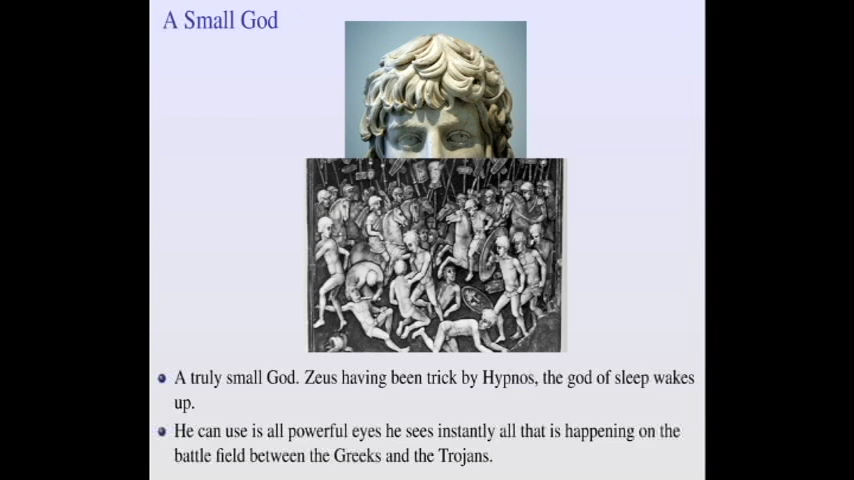 A Small God
A truly small God. Zeus having been trick by Hypnos, the god of sleep wakes
up.
He can use is all powerful eyes he sees instantly all that is happening on the
battle field between the Greeks and the Trojans.